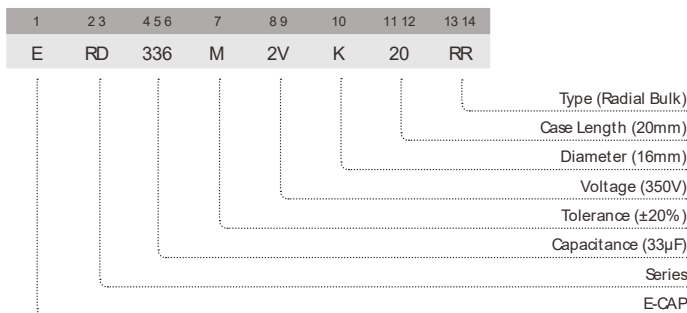 1 2 3 4 5 6 7 8 9 10 11 12 13 14
E RD 336 M 2V K 20 RR
Type (Radial Bulk)
Case Length (20mm)
Diameter (16mm)
Voltage (350V)
Tolerance (±20%)
Capacitance (33µF)
Series
E-CAP